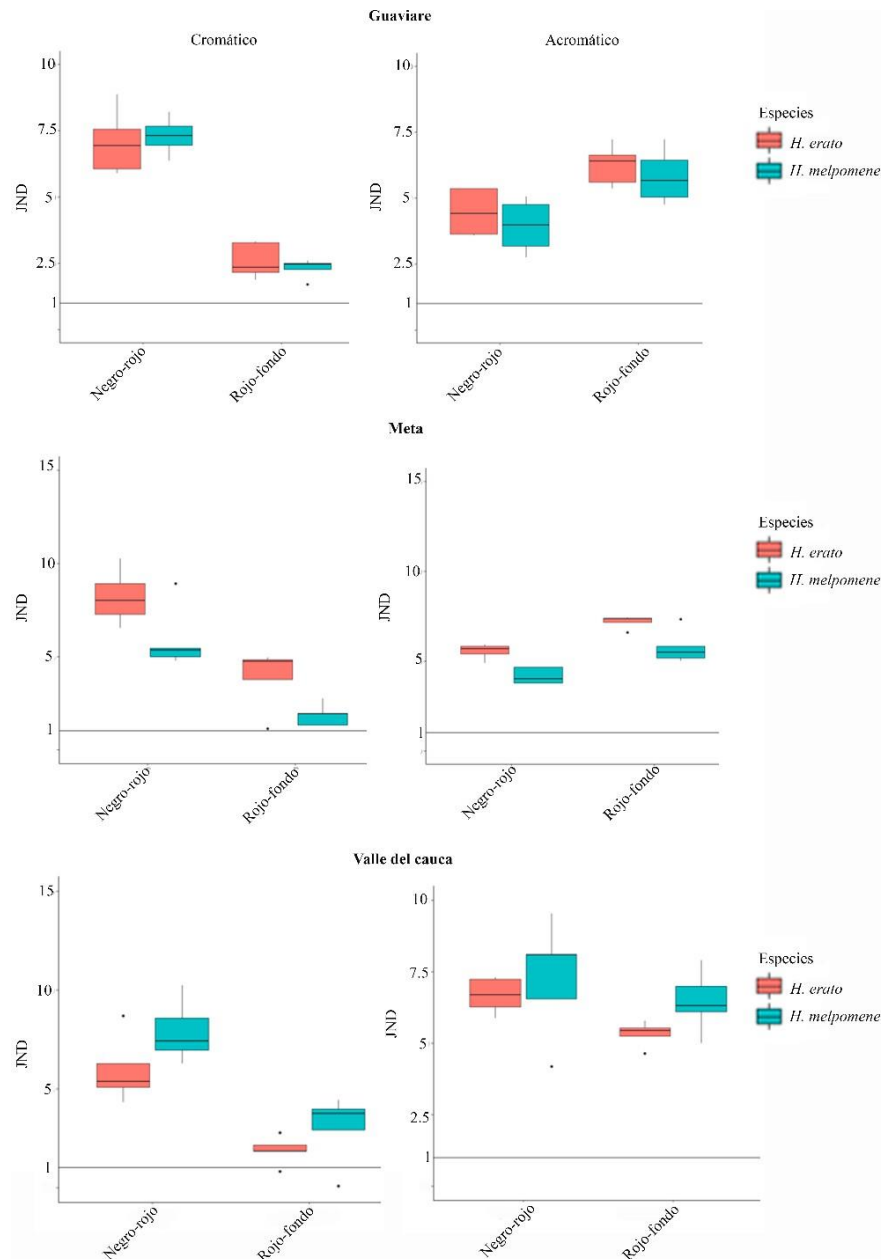 Guaviare
Cromático
Acromático
10
7.5
5
2.5
1
JND
Negro-rojo
Rojo-fondo
10
7.5
5
2.5
1
JND
Negro-rojo
Rojo-fondo
Especies
H. erato
H. melpomene
Meta
15
10
5
1
JND
Negro-rojo
Rojo-fondo
15
10
5
1
JND
Negro-rojo
Rojo-fondo
Especies
H. erato
H. melpomene
Valle del cauca
15
10
5
1
JND
Negro-rojo
Rojo-fondo
10
7.5
5
2.5
1
JND
Negro-rojo
Rojo-fondo
Especies
H. erato
H. melpomene